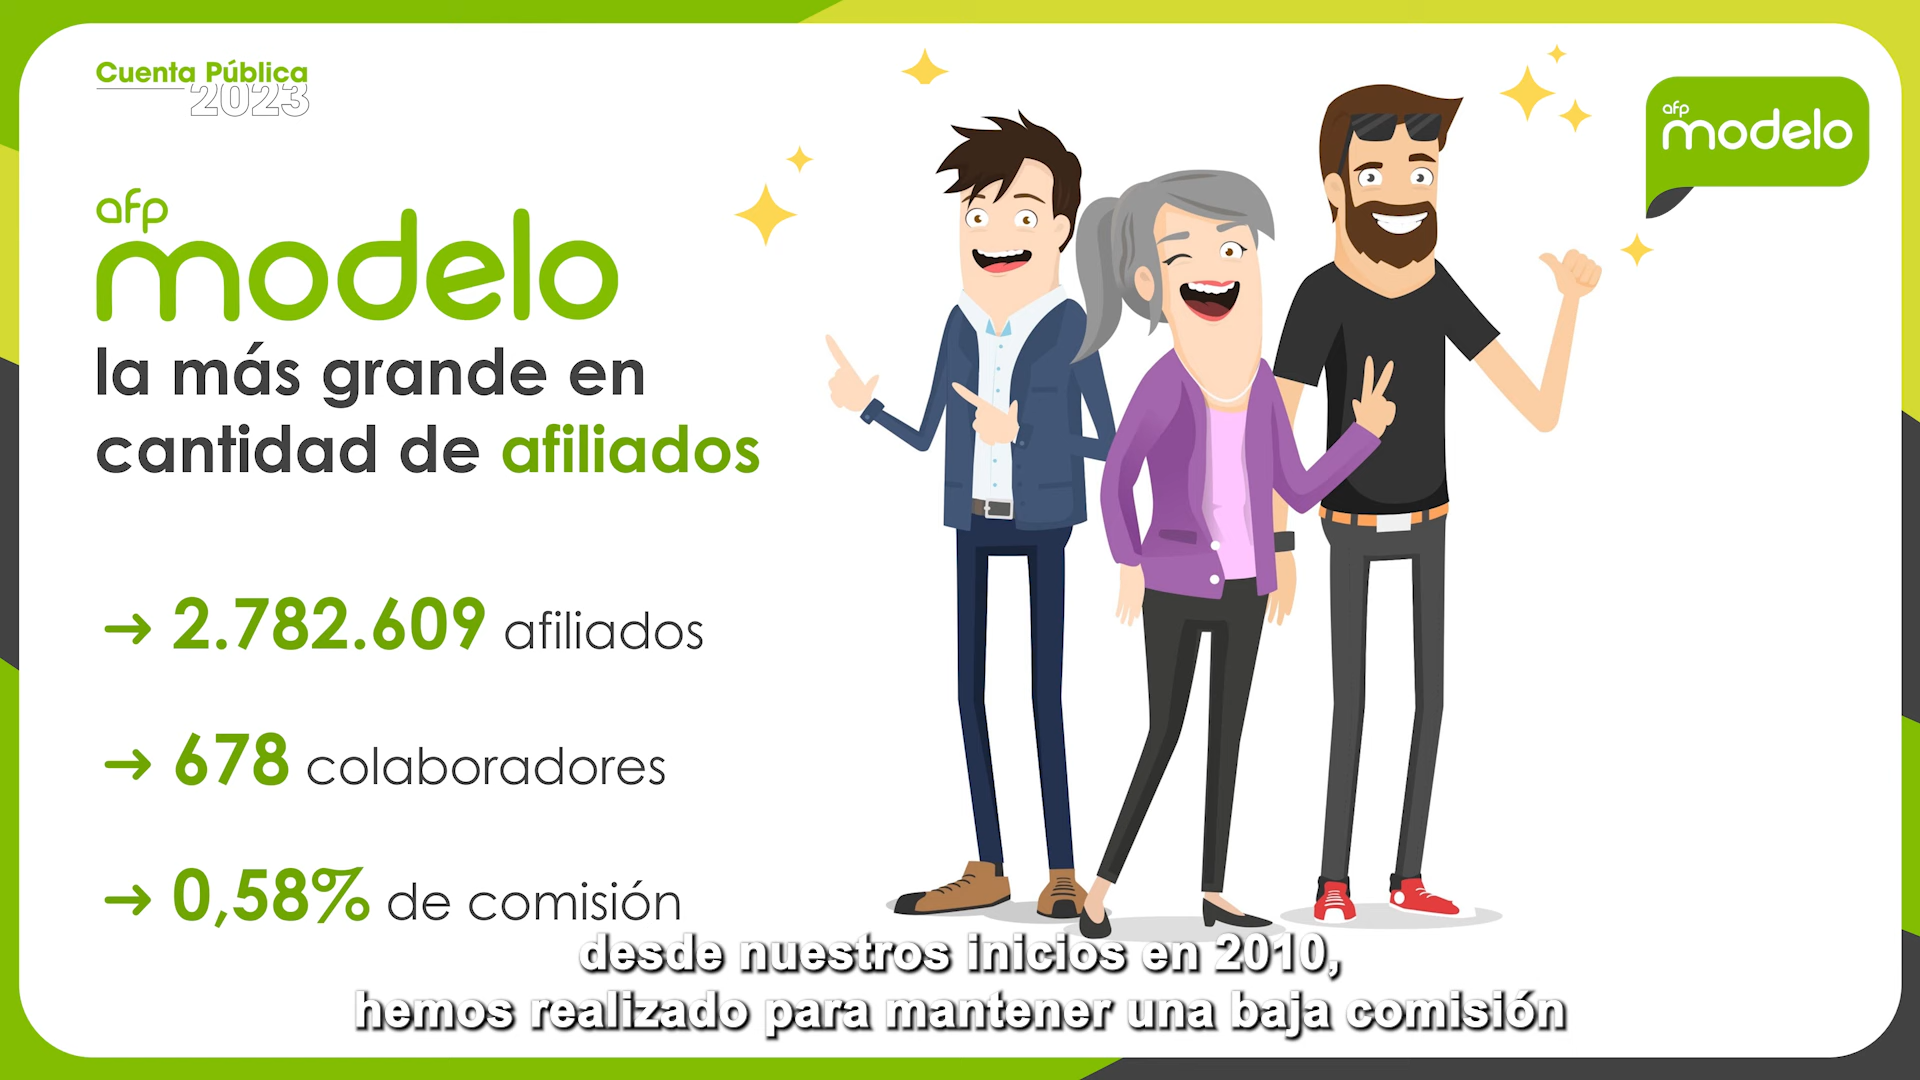 Cuenta Pública
2023
afp
modelo
afp
modelo
la más grande en
cantidad de afiliados
→ 2.782.609 afiliados
→ 678 colaboradores
→ 0,58% de comisión
desde nuestros inicios en 2010,
hemos realizado para mantener una baja comisión